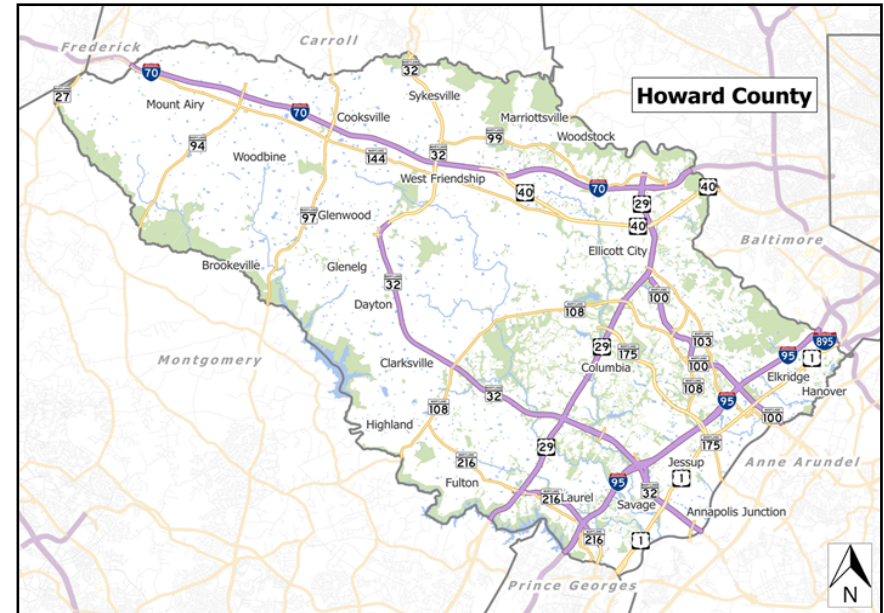 Frederick
Carroll
Howard County
MARYLAND
32
INTERSTATE
70
27
Mount Airy
Sykesville
70
Cooksville
Marriottsville
94
99
Woodstock
Woodbine
144
32
West Friendship
40
70
40
29
97
Glenwood
40
Baltimore
Ellicott City
Brookeville
Glenelg
32
100
Dayton
108
103
29
175
895
Montgomery
Clarksville
Columbia
100
95
1
32
108
Elkridge
95
Hanover
108
100
Highland
29
175
216
Jessup
Anne Arundel
Fulton
95
1
216
Laurel
32
Savage
Annapolis Junction
216
1
Prince Georges
N